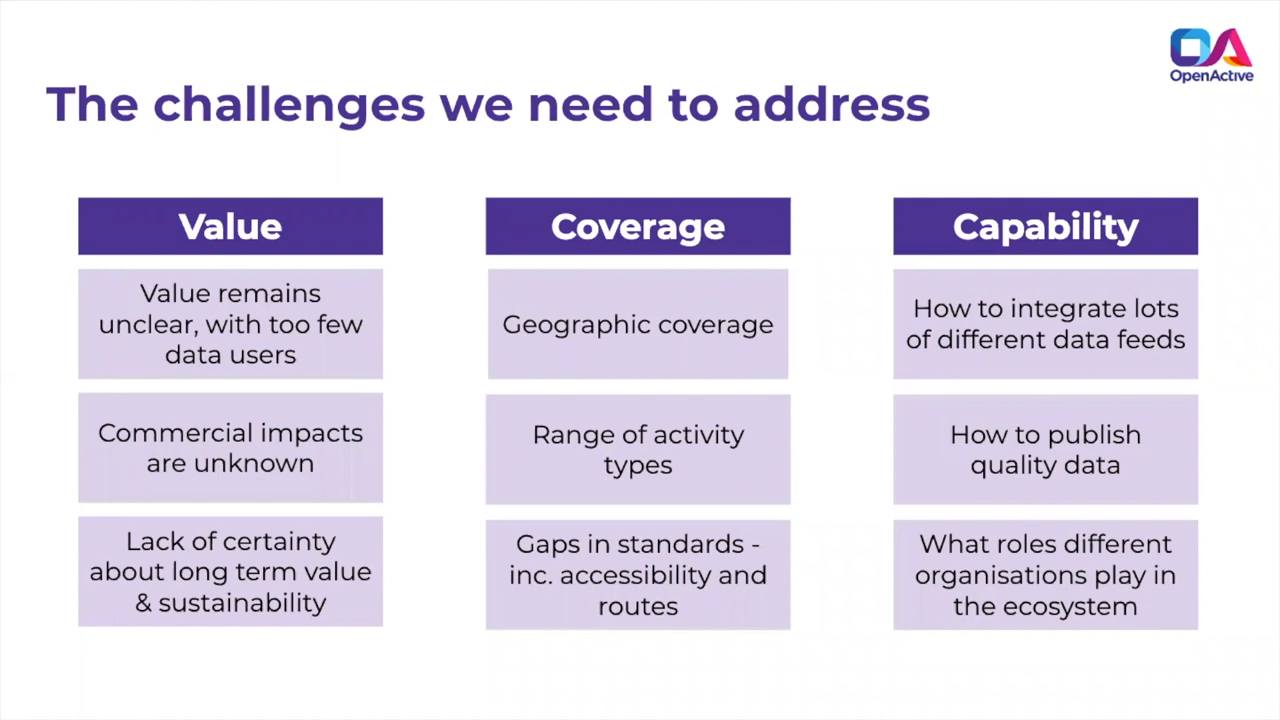 OA
OpenActive
The challenges we need to address
Value
Value remains
unclear, with too few
data users
Commercial impacts
are unknown
Lack of certainty
about long term value
& sustainability
Coverage
Geographic coverage
Range of activity
types
Gaps in standards -
inc. accessibility and
routes
Capability
How to integrate lots
of different data feeds
How to publish
quality data
What roles different
organisations play in
the ecosystem